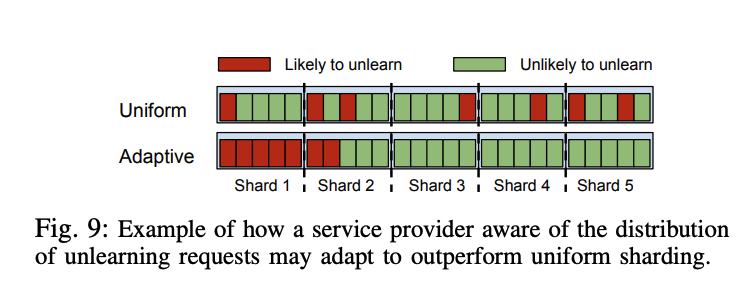 Likely to unlearn Unlikely to unlearn
Uniform
Adaptive
Shard 1 Shard 2 Shard 3 Shard 4 Shard 5
Fig. 9: Example of how a service provider aware of the distribution
of unlearning requests may adapt to outperform uniform sharding.